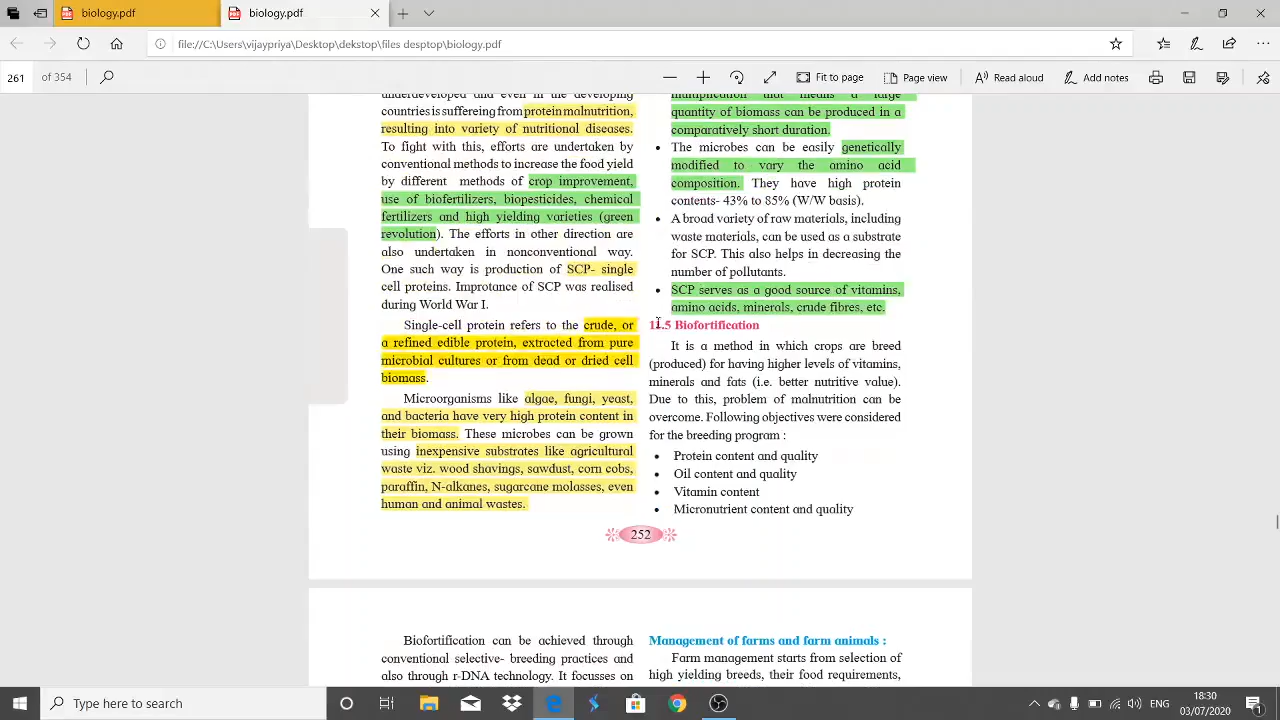 biology.pdf
biology.pdf
file://C:\Users\vijaypriya\Desktop\dekstop\files desptop\biology.pdf
261
of 354
Fit to page
Page view
Read aloud
Add notes
underdeveloped and even in the developing
countries is suffereing from protein malnutrition,
resulting into variety of nutritional diseases.
To fight with this, efforts are undertaken by
conventional methods to increase the food yield
by different methods of crop improvement,
use of biofertilizers, biopesticides, chemical
fertilizers and high yielding varieties (green
revolution). The efforts in other direction are
also undertaken in nonconventional way.
One such way is production of SCP- single
cell proteins. Improtance of SCP was realised
during World War I.
Single-cell protein refers to the crude, or
a refined edible protein, extracted from pure
microbial cultures or from dead or dried cell
biomass.
Microorganisms like algae, fungi, yeast,
and bacteria have very high protein content in
their biomass. These microbes can be grown
using inexpensive substrates like agricultural
waste viz. wood shavings, sawdust, corn cobs,
paraffin, N-alkanes, sugarcane molasses, even
human and animal wastes.
multiplication that means a large
quantity of biomass can be produced in a
comparatively short duration.
• The microbes can be easily genetically
modified to vary the amino acid
composition. They have high protein
contents- 43% to 85% (W/W basis).
• A broad variety of raw materials, including
waste materials, can be used as a substrate
for SCP. This also helps in decreasing the
number of pollutants.
• SCP serves as a good source of vitamins,
amino acids, minerals, crude fibres, etc.
11.5 Biofortification
It is a method in which crops are breed
(produced) for having higher levels of vitamins,
minerals and fats (i.e. better nutritive value).
Due to this, problem of malnutrition can be
overcome. Following objectives were considered
for the breeding program :
• Protein content and quality
• Oil content and quality
• Vitamin content
• Micronutrient content and quality
252
Biofortification can be achieved through
conventional selective- breeding practices and
also through r-DNA technology. It focusses on
Management of farms and farm animals :
Farm management starts from selection of
high yielding breeds, their food requirements,
Type here to search
ENG
18:30
03/07/2020
1